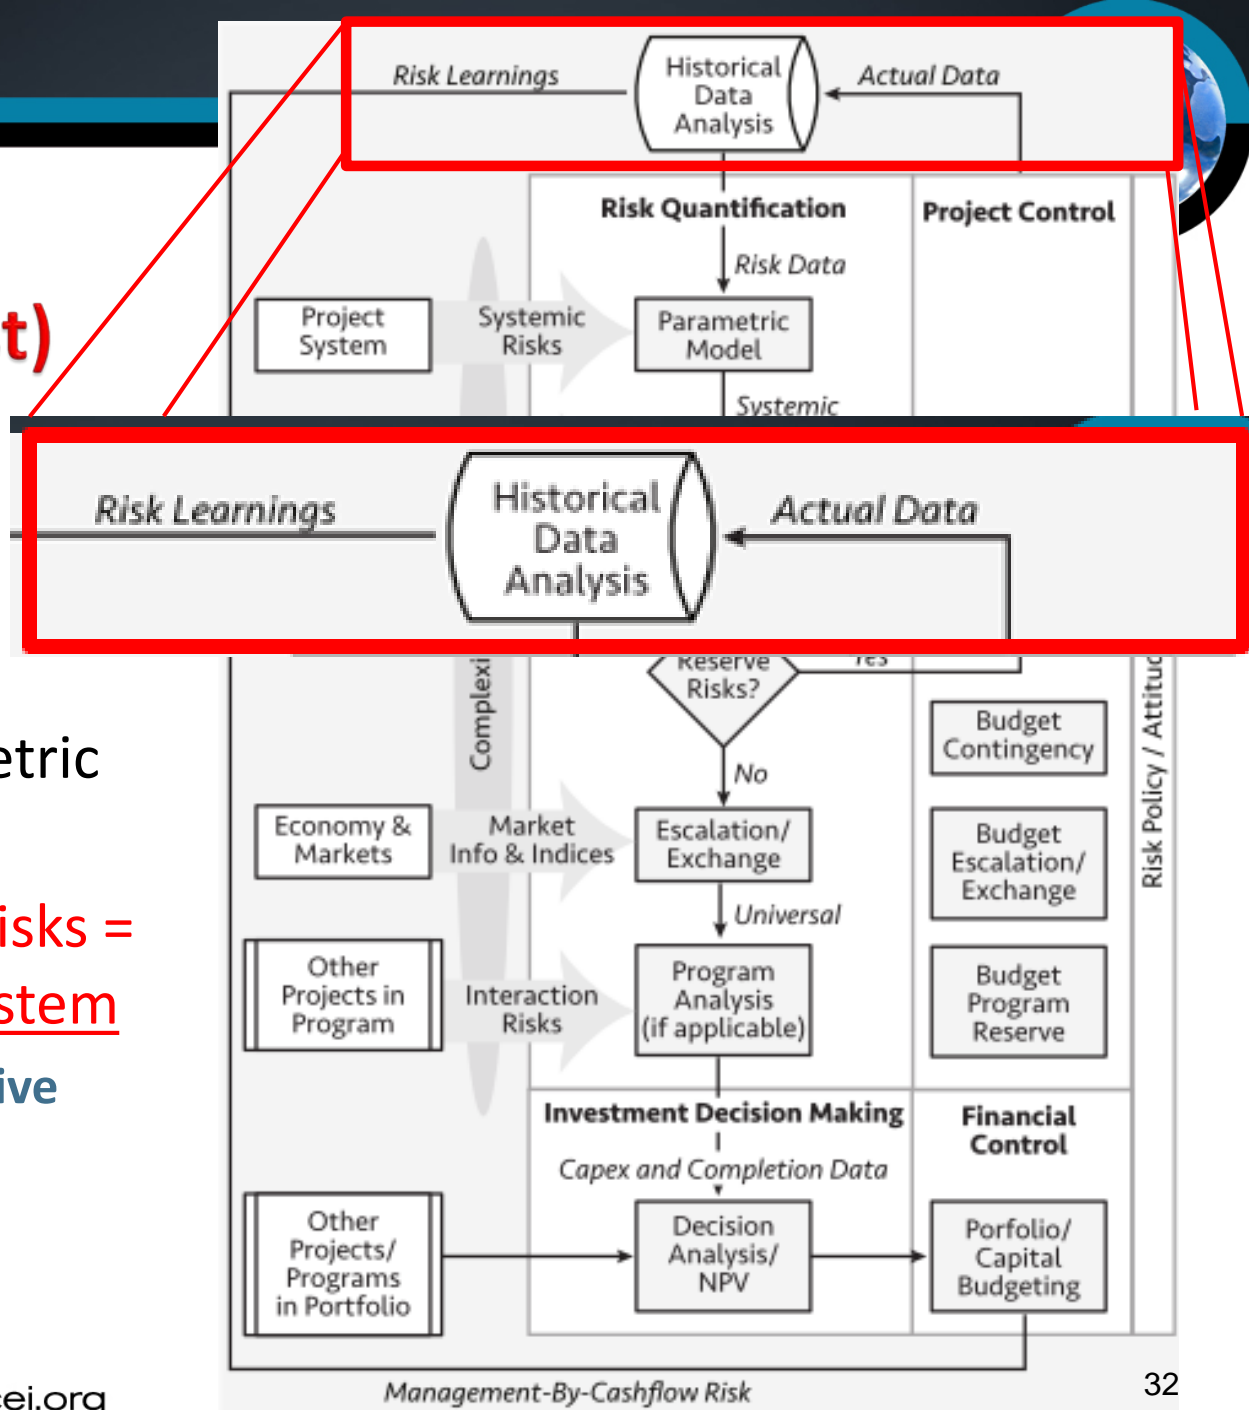 Risk Learnings
Historical
Data
Analysis
Actual Data
Risk Quantification
Project Control
Risk Data
Project
System
Systemic
Risks
Parametric
Model
Systemic
t)
Risk Learnings
Historical
Data
Analysis
Actual Data
Reserve
Risks?
Yes
Complexi
Risk Policy / Attituc
Budget
Contingency
etric
No
Economy &
Markets
Market
Info & Indices
Escalation/
Exchange
Budget
Escalation/
Exchange
isks =
Universal
stem
Other
Projects in
Program
Interaction
Risks
Program
Analysis
(if applicable)
Budget
Program
Reserve
ive
Investment Decision Making
Financial
Control
Capex and Completion Data
Other
Projects/
Programs
in Portfolio
Decision
Analysis/
NPV
Porfolio/
Capital
Budgeting
Management-By-Cashflow Risk
32
cei.org